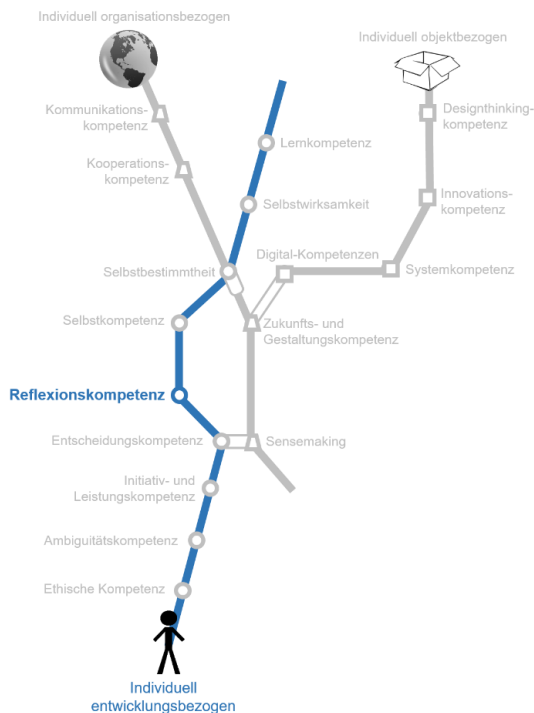 Individuell organisationsbezogen
Individuell objektbezogen
Kommunikations-
kompetenz
Designthinking-
kompetenz
Lernkompetenz
Kooperations-
kompetenz
Selbstwirksamkeit
Innovations-
kompetenz
Digital-Kompetenzen
Selbstbestimmtheit
Systemkompetenz
Selbstkompetenz
Zukunfts- und
Gestaltungskompetenz
Reflexionskompetenz
Entscheidungskompetenz
Sensemaking
Initiativ- und
Leistungskompetenz
Ambiguitätskompetenz
Ethische Kompetenz
Individuell
entwicklungsbezogen